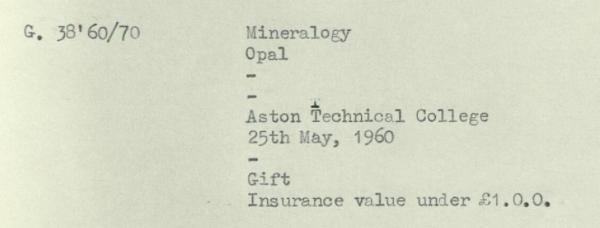 G. 38'60/70 Mineralogy
Opal
-
-
Aston Technical College
25th May, 1960
-
Gift
Insurance value under £1.0.0.